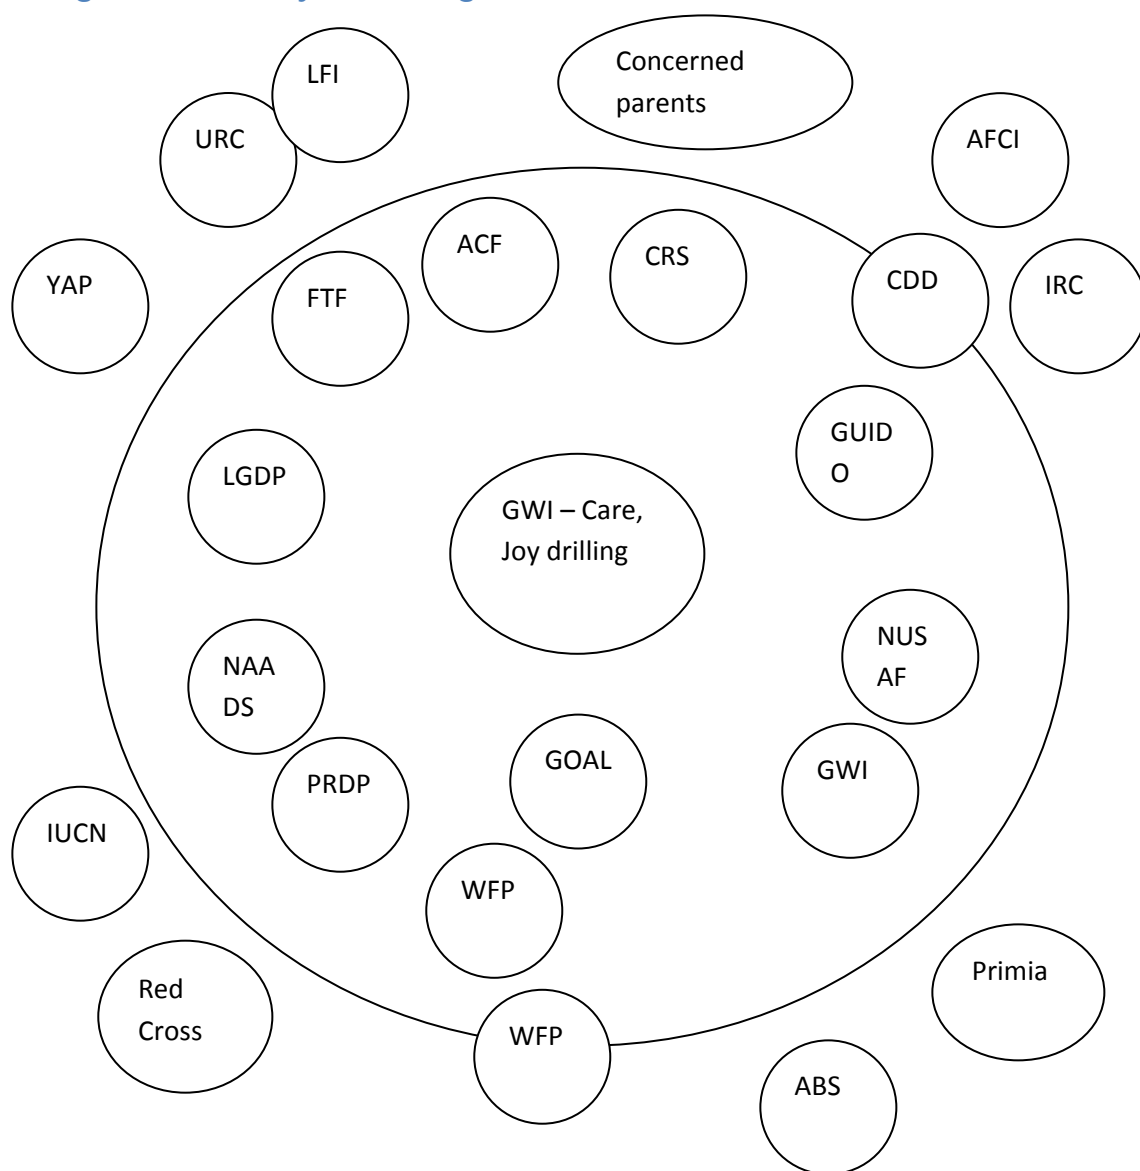 LFI
Concerned
parents
URC
AFCI
ACF
CRS
YAP
FTF
CDD
IRC
GUID
O
LGDP
GWI – Care,
Joy drilling
NUS
AF
NAA
DS
GOAL
GWI
PRDP
IUCN
WFP
Primia
Red
Cross
WFP
ABS